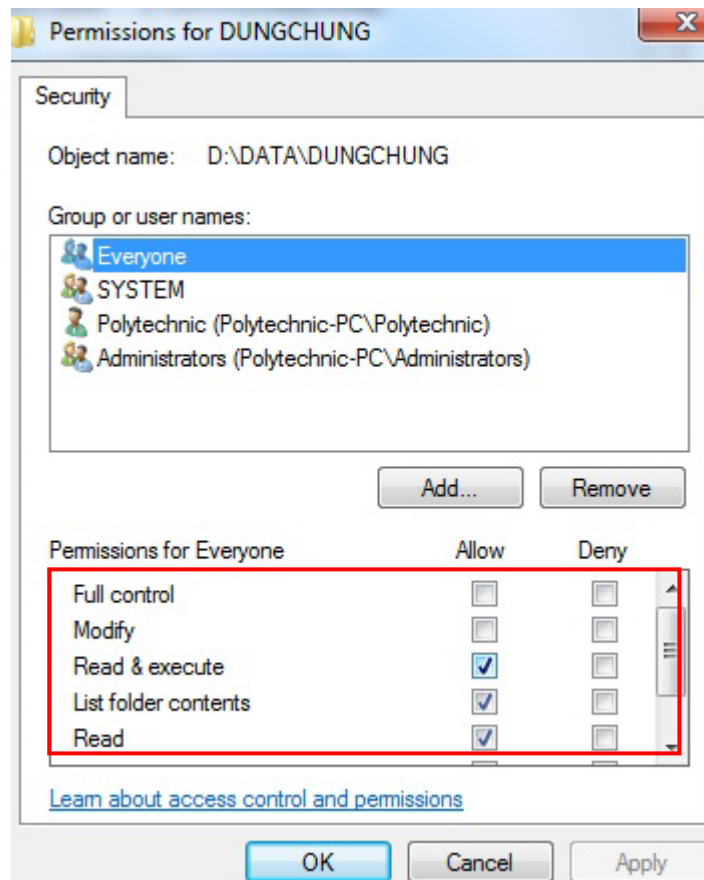 Permissions for DUNGCHUNG
Security
Object name: D:\DATA\DUNGCHUNG
Group or user names:
Everyone
SYSTEM
Polytechnic (Polytechnic-PC\Polytechnic)
Administrators (Polytechnic-PC\Administrators)
Add... Remove
Permissions for Everyone Allow Deny
Full control
Modify
Read & execute
List folder contents
Read
Learn about access control and permissions
OK Cancel Apply